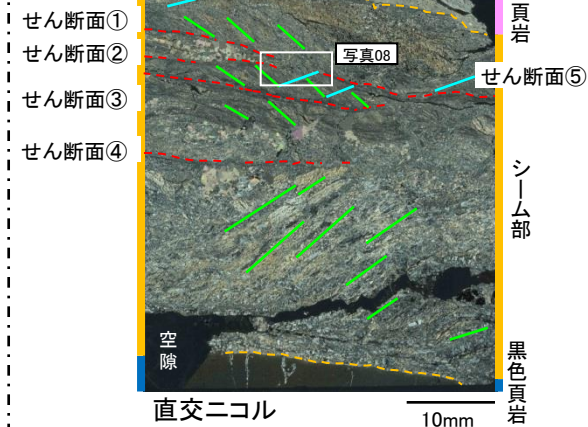 頁岩
せん断面①
せん断面②
写真08
せん断面⑤
せん断面③
せん断面④
シーム部
空隙
黒色頁岩
直交ニコル
10mm